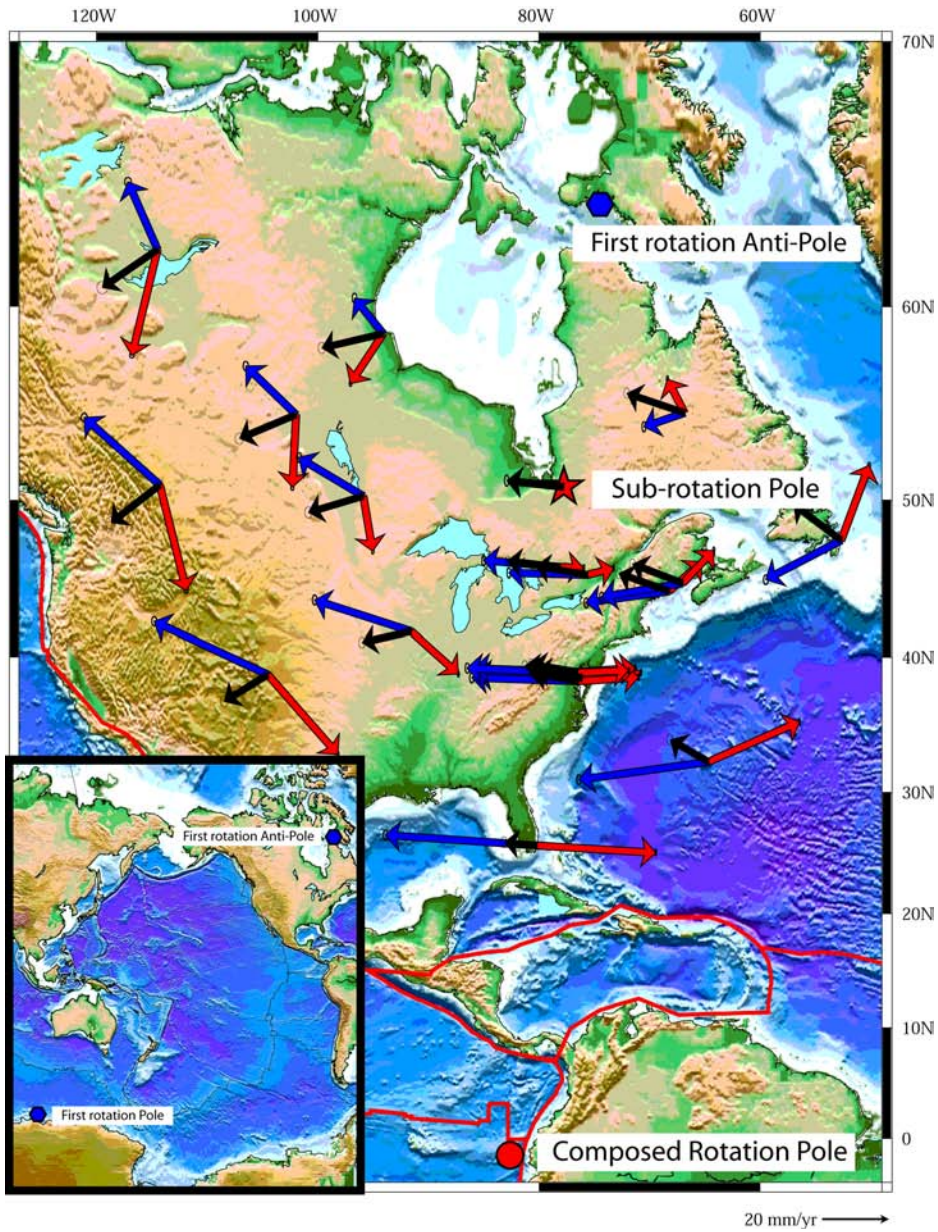 120W 100W 80W 60W
70N
First rotation Anti-Pole
60N
50N
Sub-rotation Pole
40N
30N
First rotation Anti-Pole
20N
10N
First rotation Pole
0
Composed Rotation Pole
20 mm/yr